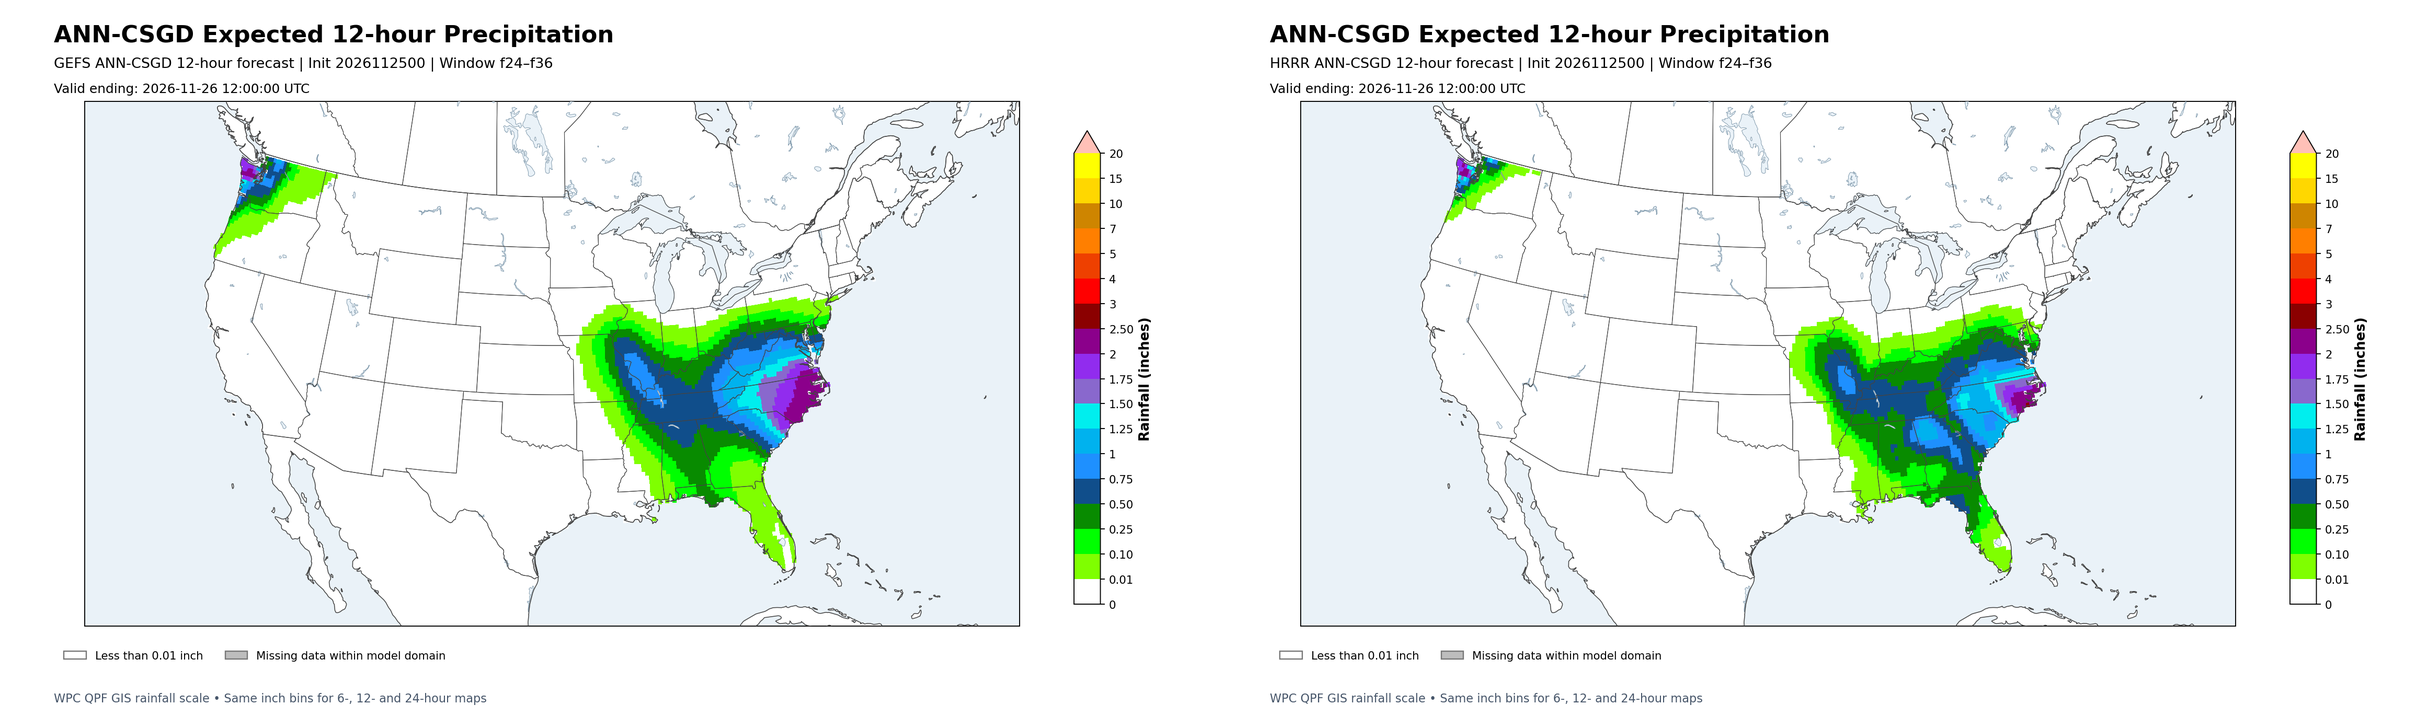 ANN-CSGD Expected 12-hour Precipitation
GEFS ANN-CSGD 12-hour forecast | Init 2026112500 | Window f24–f36
Valid ending: 2026-11-26 12:00:00 UTC
20
15
10
7
5
4
3
2.50
2
1.75
1.50
1.25
1
0.75
0.50
0.25
0.10
0.01
0
Rainfall (inches)
Less than 0.01 inch
Missing data within model domain
WPC QPF GIS rainfall scale • Same inch bins for 6-, 12- and 24-hour maps
ANN-CSGD Expected 12-hour Precipitation
HRRR ANN-CSGD 12-hour forecast | Init 2026112500 | Window f24–f36
Valid ending: 2026-11-26 12:00:00 UTC
20
15
10
7
5
4
3
2.50
2
1.75
1.50
1.25
1
0.75
0.50
0.25
0.10
0.01
0
Rainfall (inches)
Less than 0.01 inch
Missing data within model domain
WPC QPF GIS rainfall scale • Same inch bins for 6-, 12- and 24-hour maps